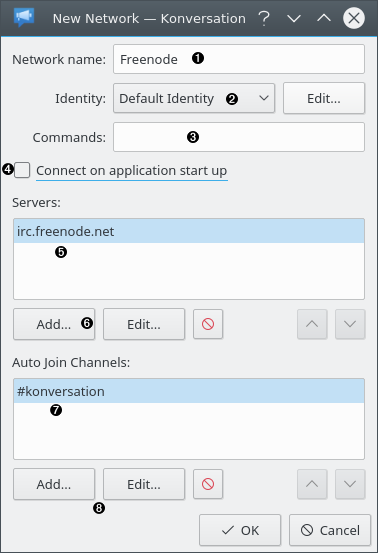 New Network — Konversation
Network name: Freenode ❶
Identity: Default Identity ❷ Edit...
Commands: ❸
❹ Connect on application start up
Servers:
irc.freenode.net
❺
Add... ❻ Edit...
Auto Join Channels:
#konversation
❼
Add... Edit...
❽
OK Cancel